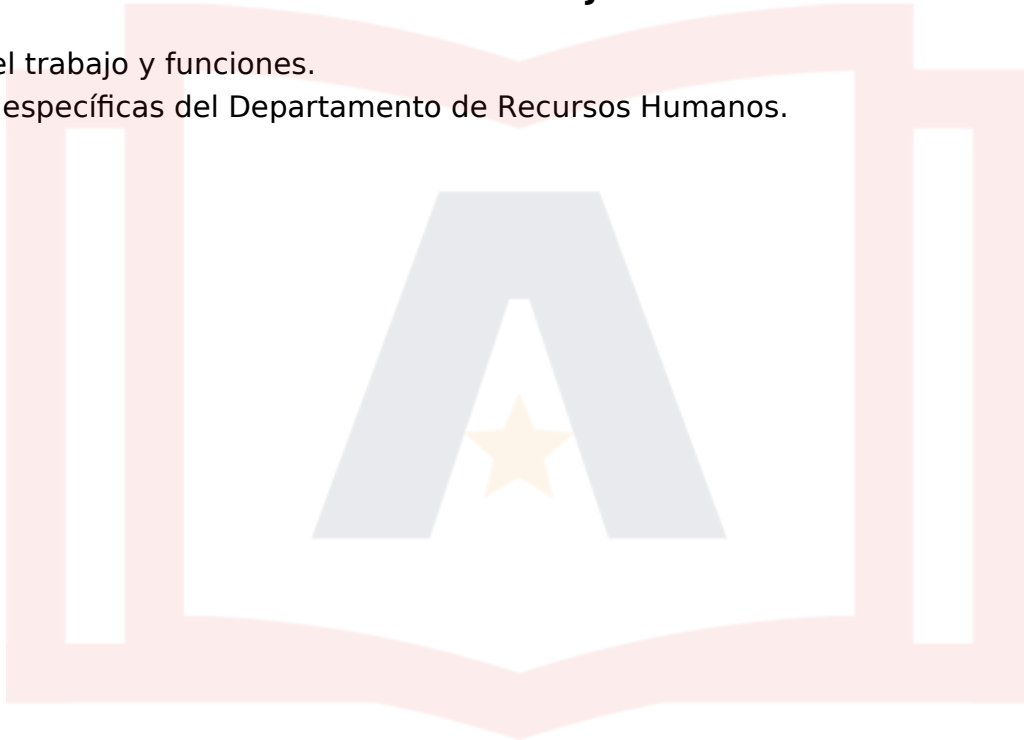 el trabajo y funciones.
específicas del Departamento de Recursos Humanos.